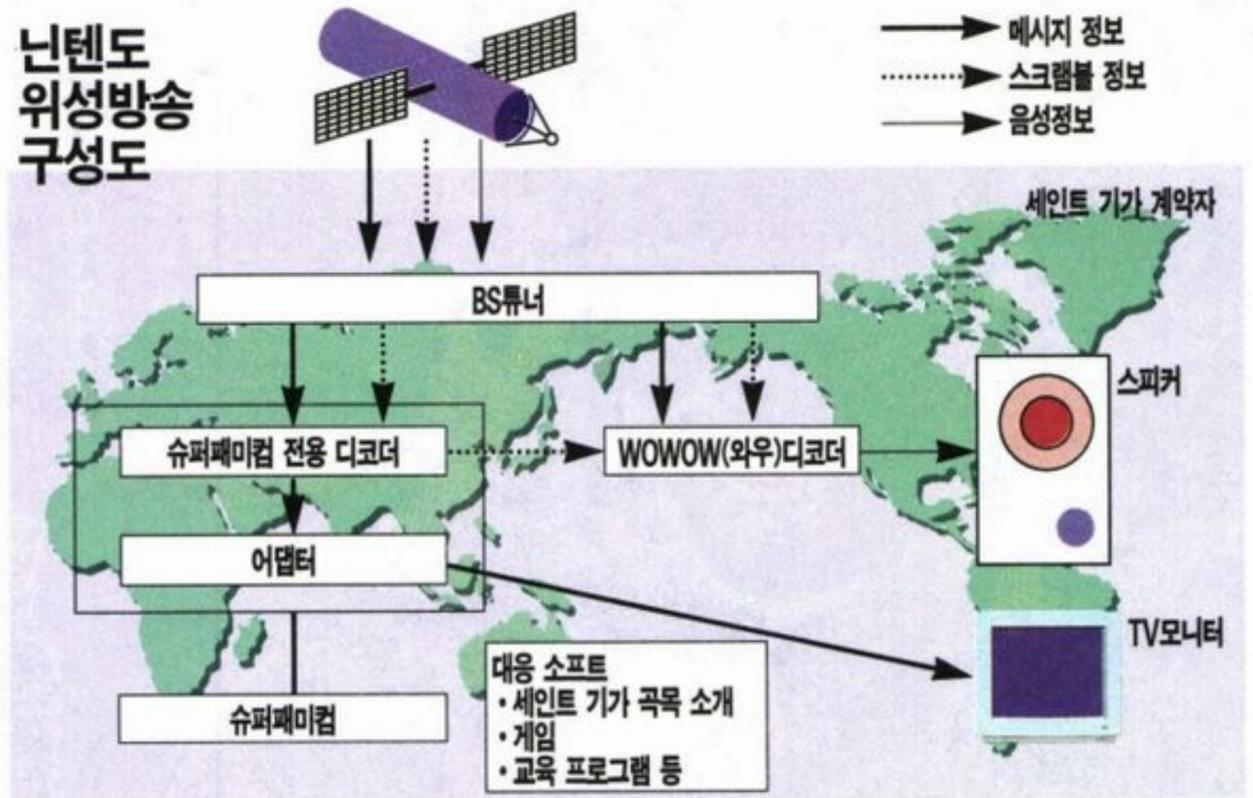 닌텐도
위성방송
구성도
메시지 정보
스크램블 정보
음성정보
세인트 기가 계약자
BS튜너
스피커
슈퍼패미컴 전용 디코더
WOWOW(와우)디코더
어댑터
TV모니터
대응 소프트
· 세인트 기가 곡목 소개
· 게임
· 교육 프로그램 등
슈퍼패미컴